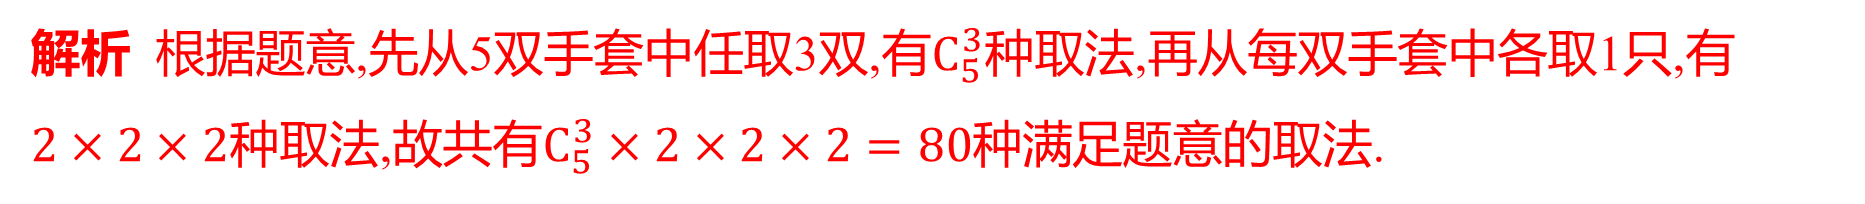 解析 根据题意,先从5双手套中任取3双,有C₅³种取法,再从每双手套中各取1只,有
2 × 2 × 2种取法,故共有C₅³ × 2 × 2 × 2 = 80种满足题意的取法.